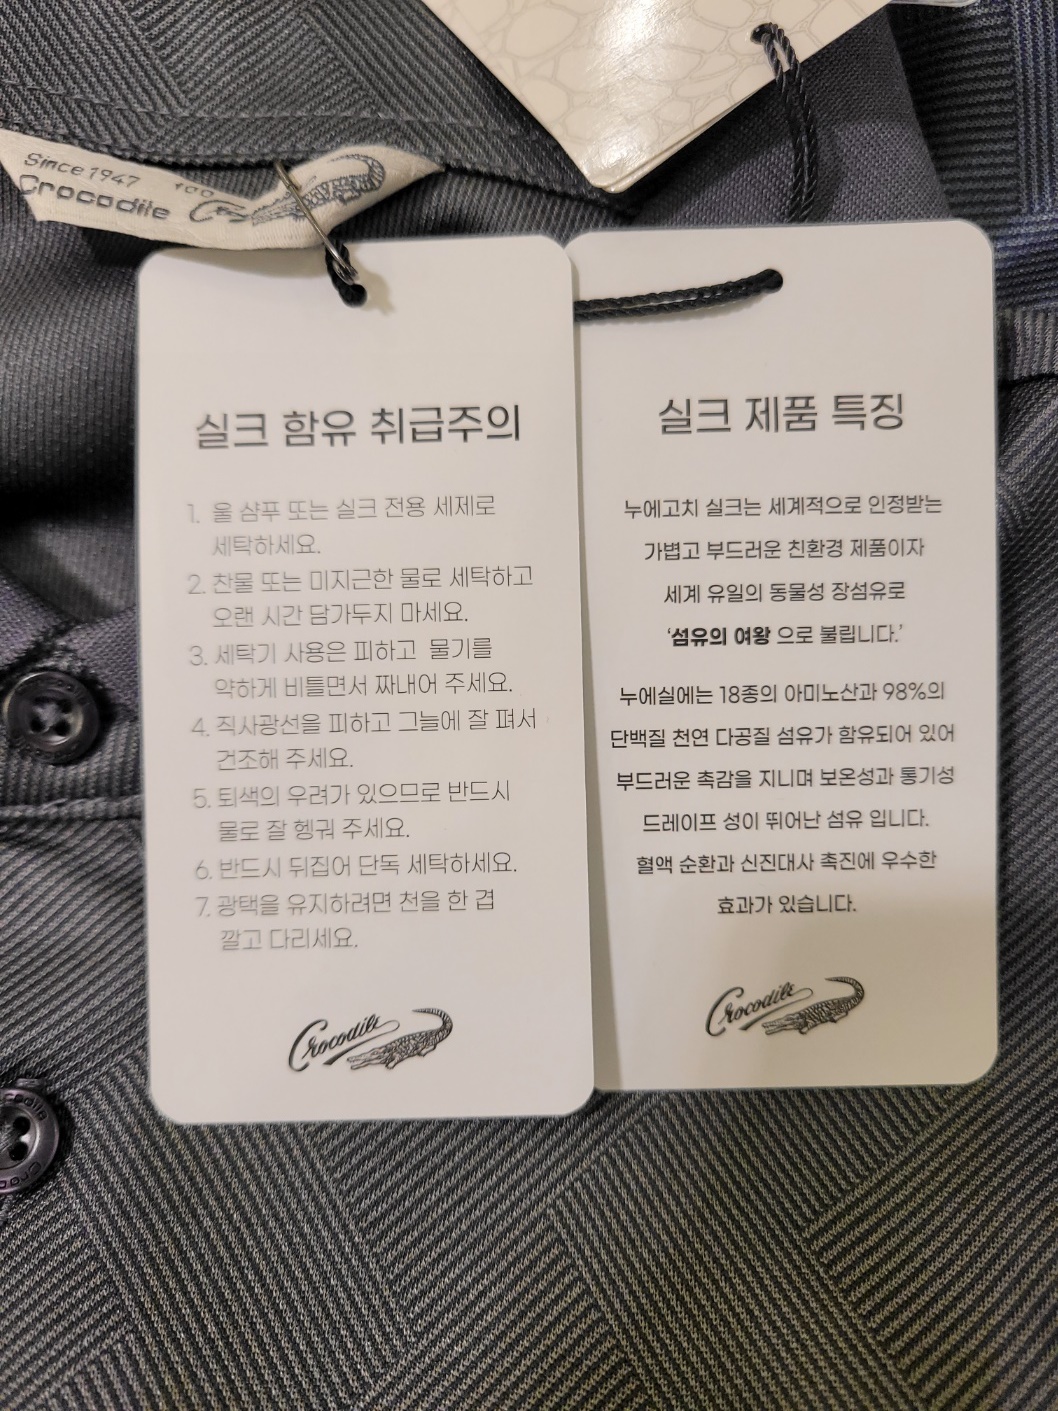 Since 1947 100
Crocodile
실크 함유 취급주의
1. 울 샴푸 또는 실크 전용 세제로
세탁하세요.
2. 찬물 또는 미지근한 물로 세탁하고
오랜 시간 담가두지 마세요.
3. 세탁기 사용은 피하고 물기를
약하게 비틀면서 짜내어 주세요.
4. 직사광선을 피하고 그늘에 잘 펴서
건조해 주세요.
5. 퇴색의 우려가 있으므로 반드시
물로 잘 헹궈 주세요.
6. 반드시 뒤집어 단독 세탁하세요.
7. 광택을 유지하려면 천을 한 겹
깔고 다리세요.
Crocodile
실크 제품 특징
누에고치 실크는 세계적으로 인정받는
가볍고 부드러운 친환경 제품이자
세계 유일의 동물성 장섬유로
‘섬유의 여왕 으로 불립니다.’
누에실에는 18종의 아미노산과 98%의
단백질 천연 다공질 섬유가 함유되어 있어
부드러운 촉감을 지니며 보온성과 통기성
드레이프 성이 뛰어난 섬유 입니다.
혈액 순환과 신진대사 촉진에 우수한
효과가 있습니다.
Crocodile